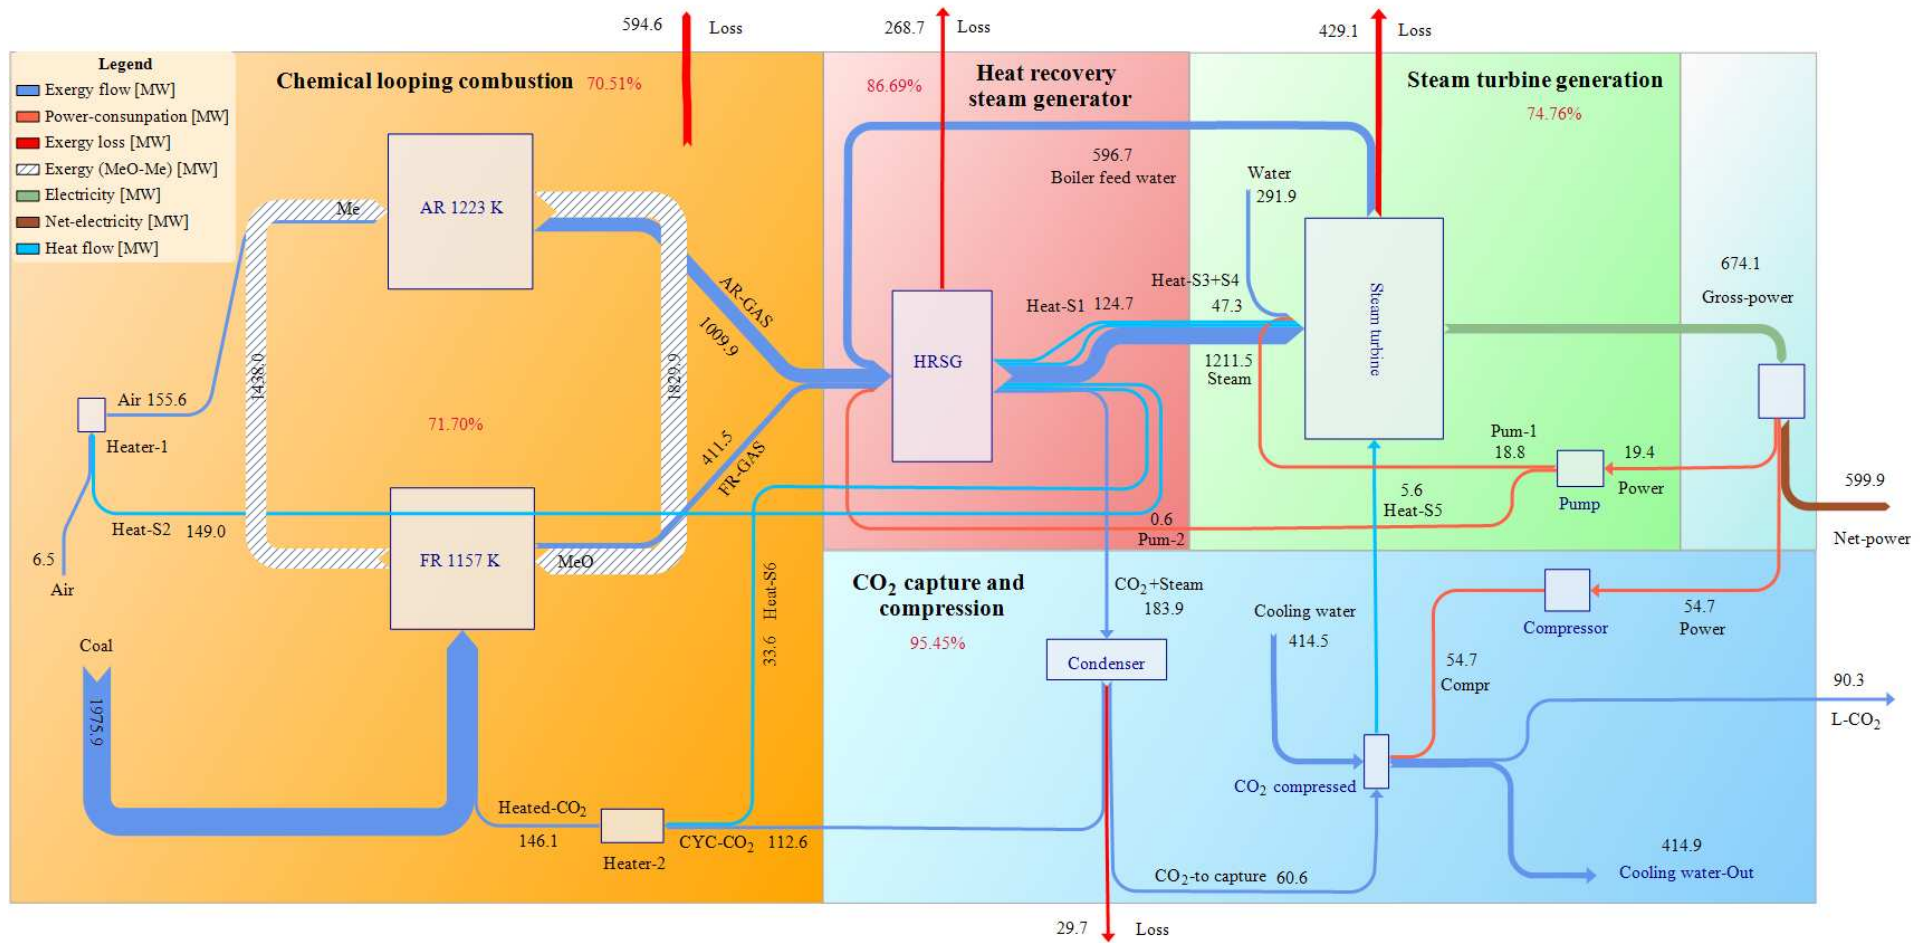 594.6
Loss
268.7
Loss
429.1
Loss
Legend
Exergy flow [MW]
Power-consunpation [MW]
Exergy loss [MW]
Exergy (MeO-Me) [MW]
Electricity [MW]
Net-electricity [MW]
Heat flow [MW]
Chemical looping combustion 70.51%
86.69%
Heat recovery
steam generator
Steam turbine generation
74.76%
Me
AR 1223 K
596.7
Boiler feed water
Water
291.9
674.1
Gross-power
AR-GAS
1009.9
Heat-S1 124.7
Heat-S3+S4
47.3
Steam turbine
HRSG
1211.5
Steam
1438.0
1829.9
Air 155.6
Heater-1
71.70%
411.5
FR-GAS
Pum-1
18.8
19.4
Power
Pump
5.6
Heat-S5
599.9
Net-power
Heat-S2 149.0
0.6
Pum-2
6.5
Air
FR 1157 K
MeO
33.6 Heat-S6
CO2 capture and
compression
95.45%
CO2+Steam
183.9
Cooling water
414.5
54.7
Power
Compressor
Coal
1975.9
Condenser
54.7
Compr
90.3
L-CO2
CO2 compressed
Heated-CO2
146.1
Heater-2
CYC-CO2 112.6
CO2-to capture 60.6
414.9
Cooling water-Out
29.7
Loss